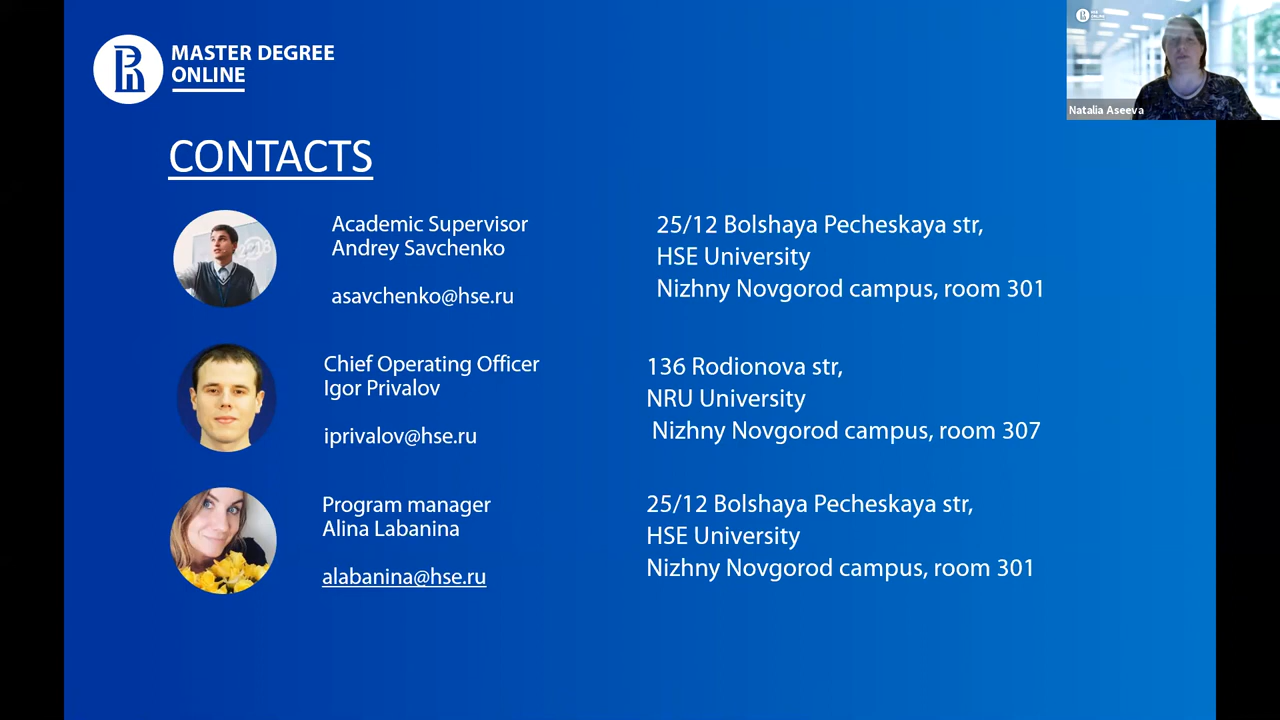 MASTER DEGREE
ONLINE
Natalia Aseeva
CONTACTS
Academic Supervisor
Andrey Savchenko
asavchenko@hse.ru
25/12 Bolshaya Pecheskaya str,
HSE University
Nizhny Novgorod campus, room 301
Chief Operating Officer
Igor Privalov
iprivalov@hse.ru
136 Rodionova str,
NRU University
Nizhny Novgorod campus, room 307
Program manager
Alina Labanina
alabanina@hse.ru
25/12 Bolshaya Pecheskaya str,
HSE University
Nizhny Novgorod campus, room 301